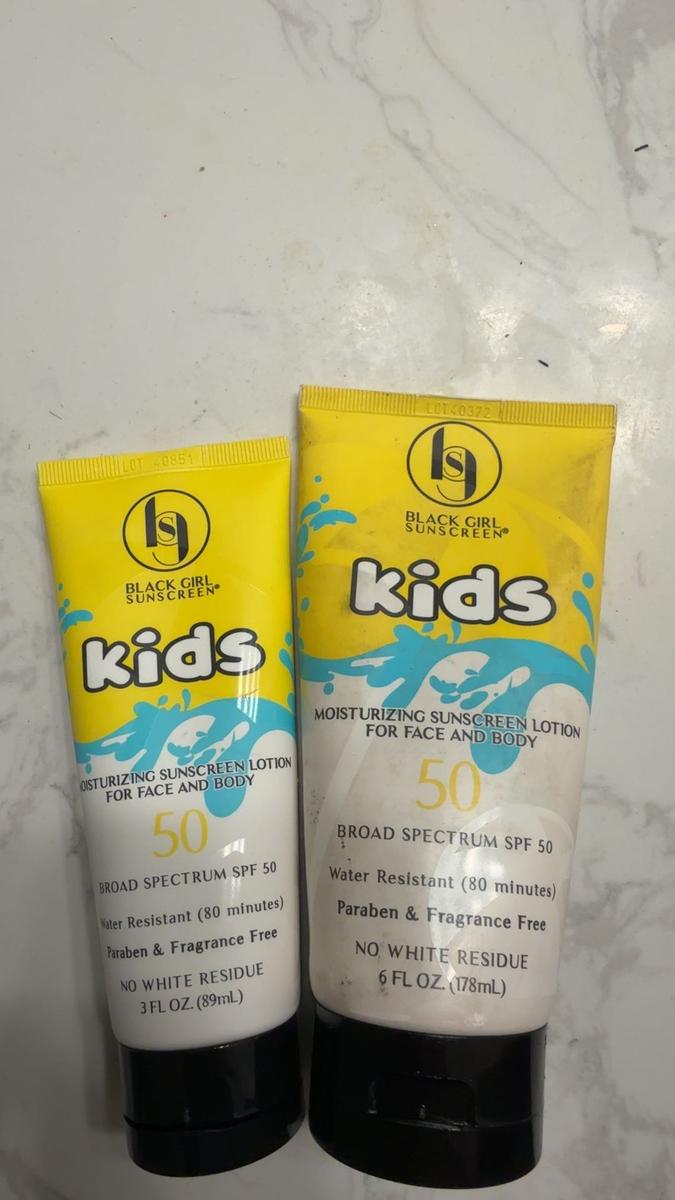 LOT 40851
bgs
BLACK GIRL
SUNSCREEN®
kids
MOISTURIZING SUNSCREEN LOTION
FOR FACE AND BODY
50
BROAD SPECTRUM SPF 50
Water Resistant (80 minutes)
Paraben & Fragrance Free
NO WHITE RESIDUE
3 FL OZ. (89mL)
LOT40372
bgs
BLACK GIRL
SUNSCREEN®
kids
MOISTURIZING SUNSCREEN LOTION
FOR FACE AND BODY
50
BROAD SPECTRUM SPF 50
Water Resistant (80 minutes)
Paraben & Fragrance Free
NO WHITE RESIDUE
6 FL OZ. (178mL)